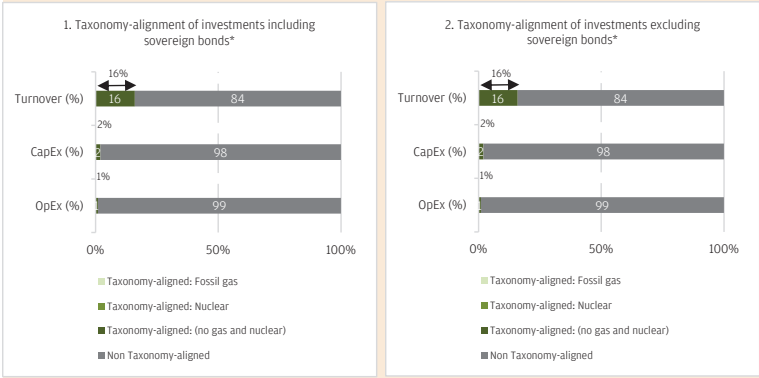 1. Taxonomy-alignment of investments including
sovereign bonds*
16%
Turnover (%)
16
84
2%
CapEx (%)
2
98
1%
OpEx (%)
1
99
0%
50%
100%
Taxonomy-aligned: Fossil gas
Taxonomy-aligned: Nuclear
Taxonomy-aligned: (no gas and nuclear)
Non Taxonomy-aligned
2. Taxonomy-alignment of investments excluding
sovereign bonds*
16%
Turnover (%)
16
84
2%
CapEx (%)
2
98
1%
OpEx (%)
1
99
0%
50%
100%
Taxonomy-aligned: Fossil gas
Taxonomy-aligned: Nuclear
Taxonomy-aligned: (no gas and nuclear)
Non Taxonomy-aligned